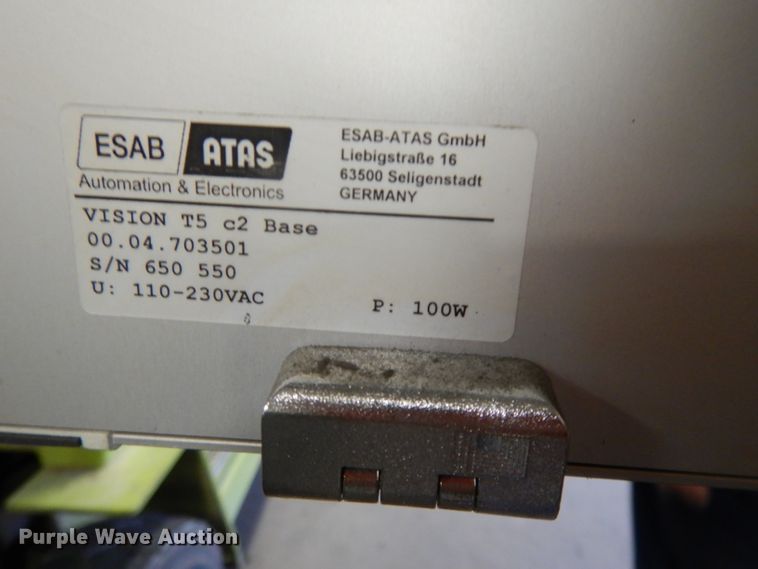 ESAB ATAS
Automation & Electronics
ESAB-ATAS GmbH
Liebigstraße 16
63500 Seligenstadt
GERMANY
VISION T5 c2 Base
00.04.703501
S/N 650 550
U: 110-230VAC P: 100W
Purple Wave Auction